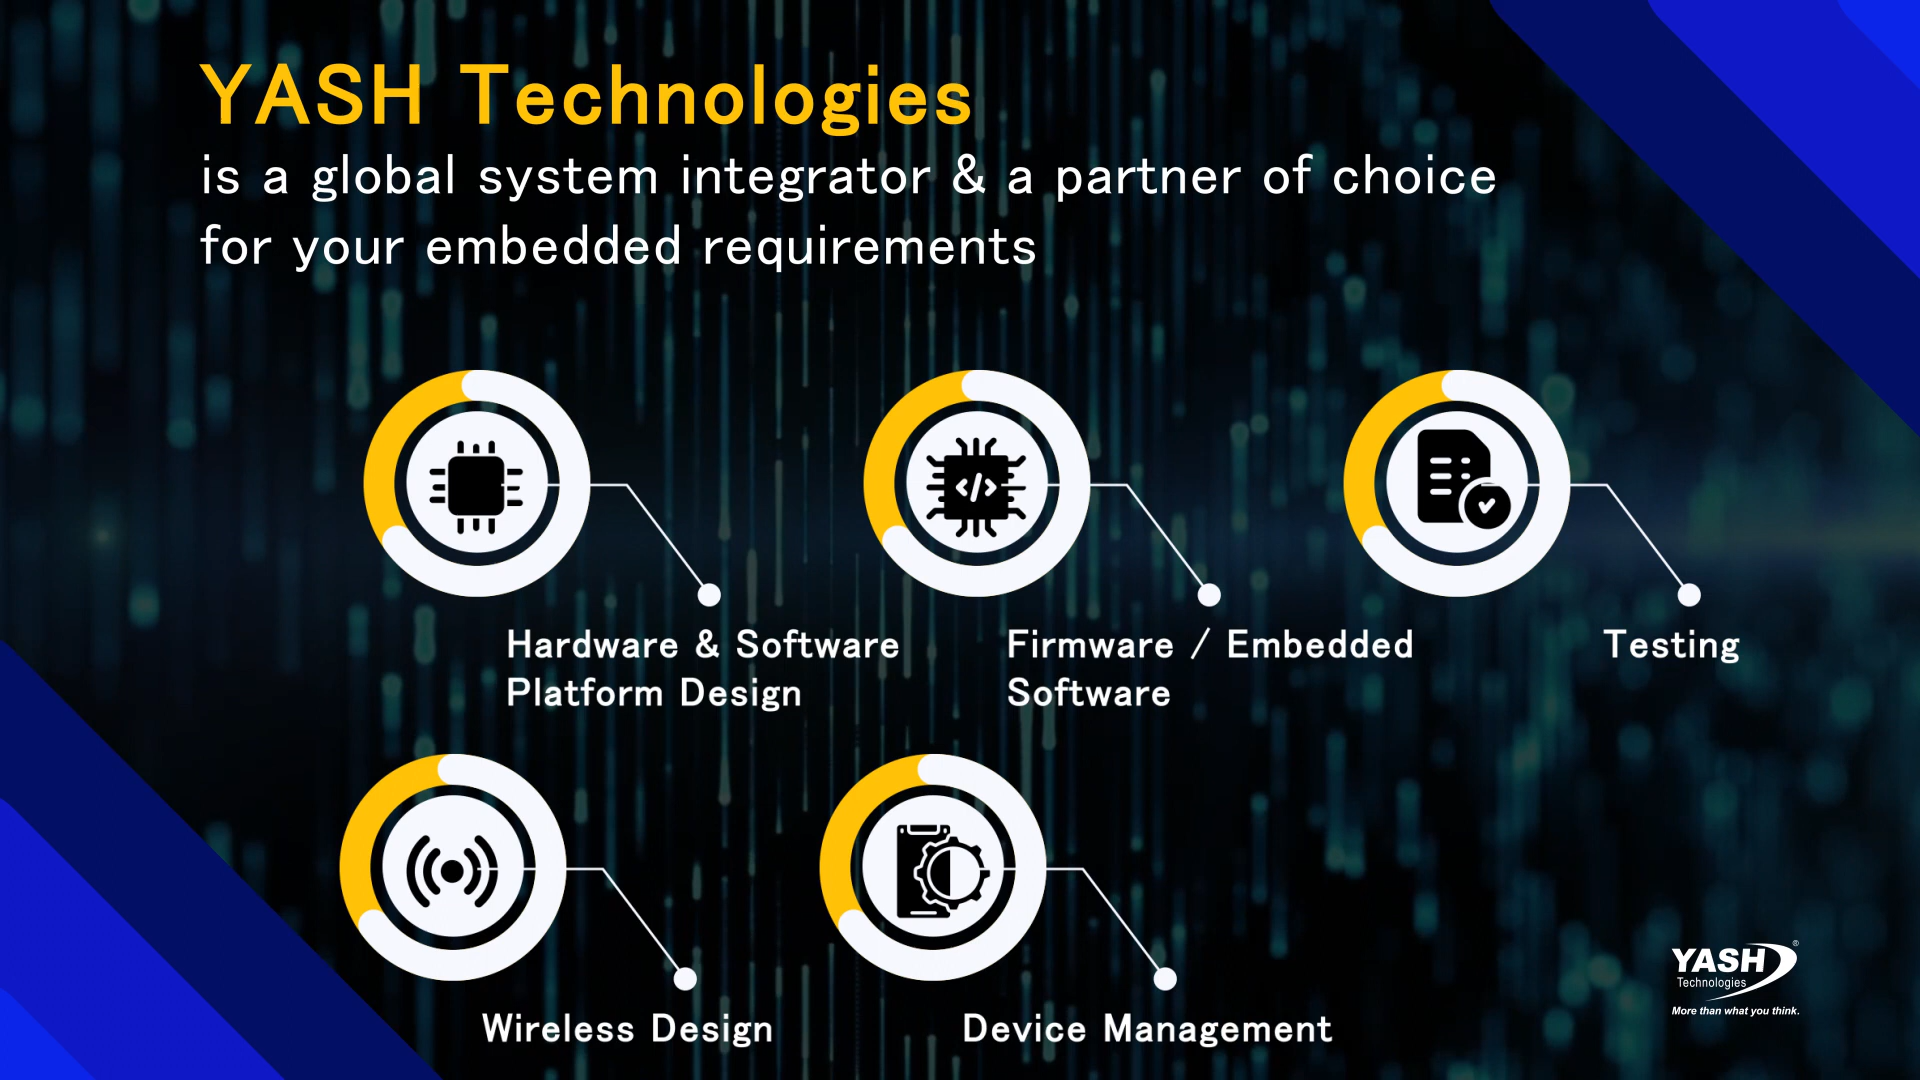 YASH Technologies
is a global system integrator & a partner of choice
for your embedded requirements
</>
Hardware & Software
Platform Design
Firmware / Embedded
Software
Testing
Wireless Design
Device Management
YASH®
Technologies
More than what you think.